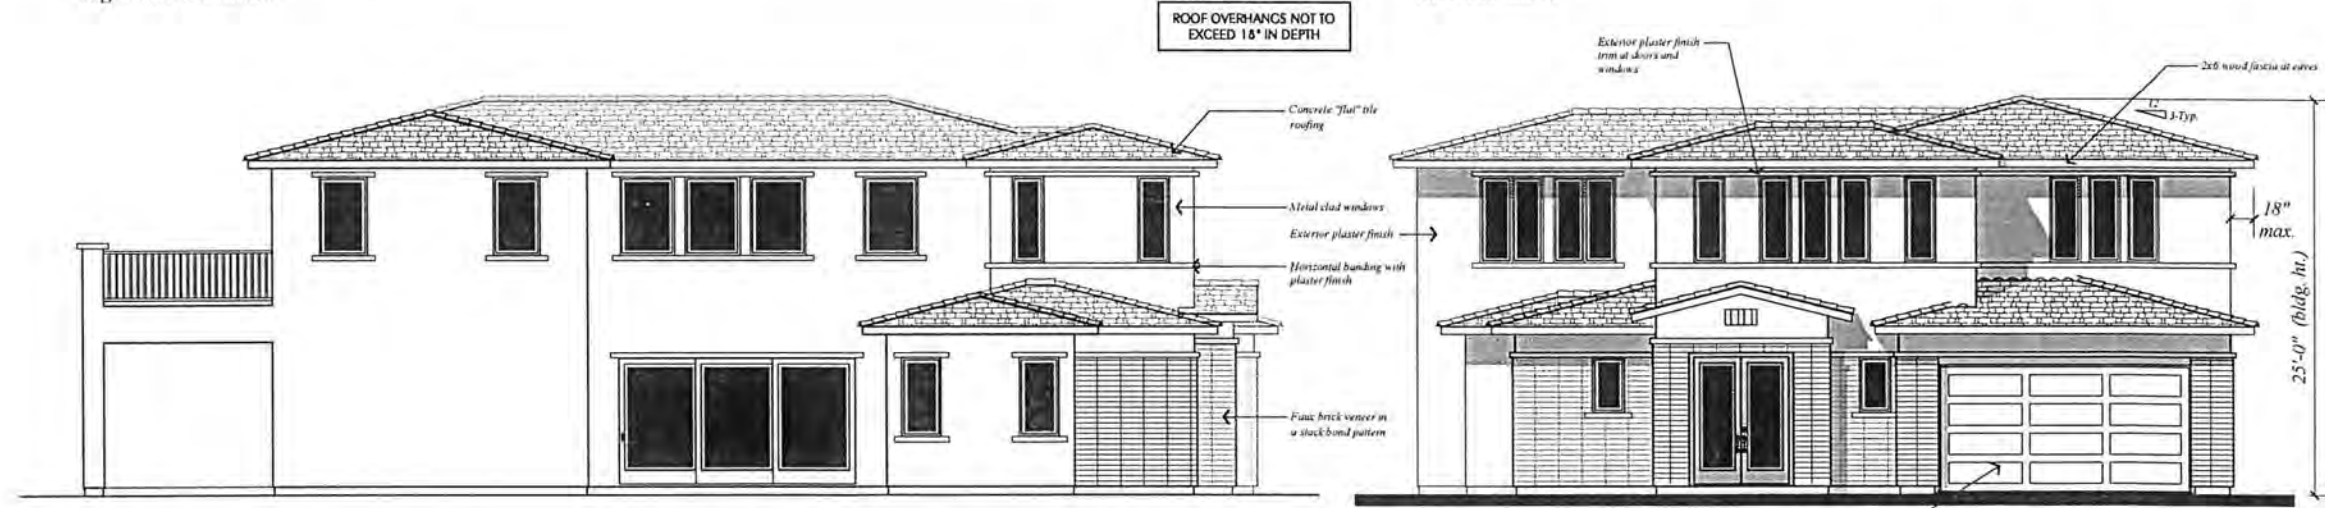 ROOF OVERHANGS NOT TO
EXCEED 18" IN DEPTH
Concrete "flat" tile
roofing
Metal clad windows
Exterior plaster finish
Horizontal banding with
plaster finish
Faux brick veneer in
a stack bond pattern
Exterior plaster finish
trim at doors and
windows
2x6 wood fascia at eaves
12
3-Typ.
18"
max.
25'-0" (bldg. ht.)